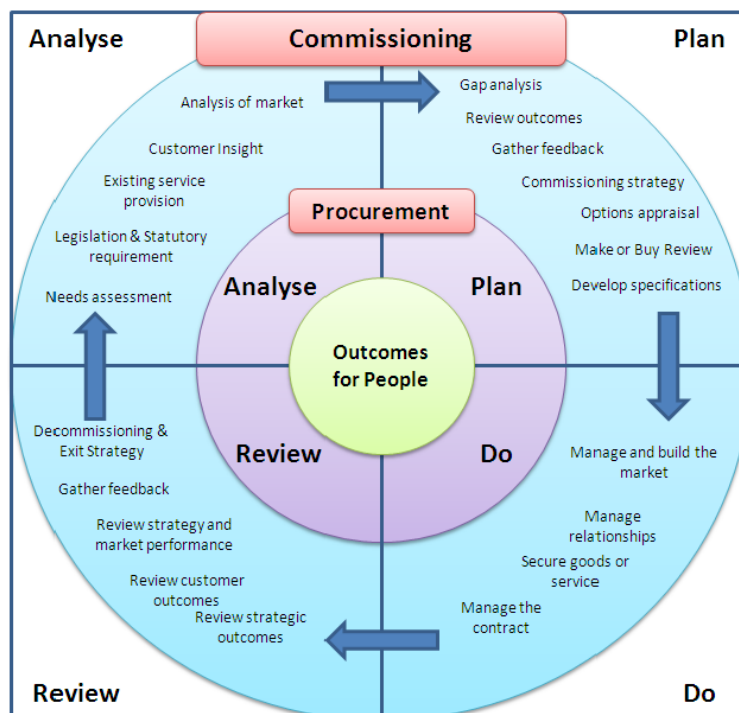 Analyse
Commissioning
Plan
Analysis of market
Customer Insight
Existing service
provision
Legislation & Statutory
requirement
Needs assessment
Gap analysis
Review outcomes
Gather feedback
Commissioning strategy
Options appraisal
Make or Buy Review
Develop specifications
Procurement
Analyse
Plan
Outcomes
for People
Review
Do
Manage and build the
market
Manage
relationships
Secure goods or
service
Manage the
contract
Decommissioning &
Exit Strategy
Gather feedback
Review strategy and
market performance
Review customer
outcomes
Review strategic
outcomes
Review
Do